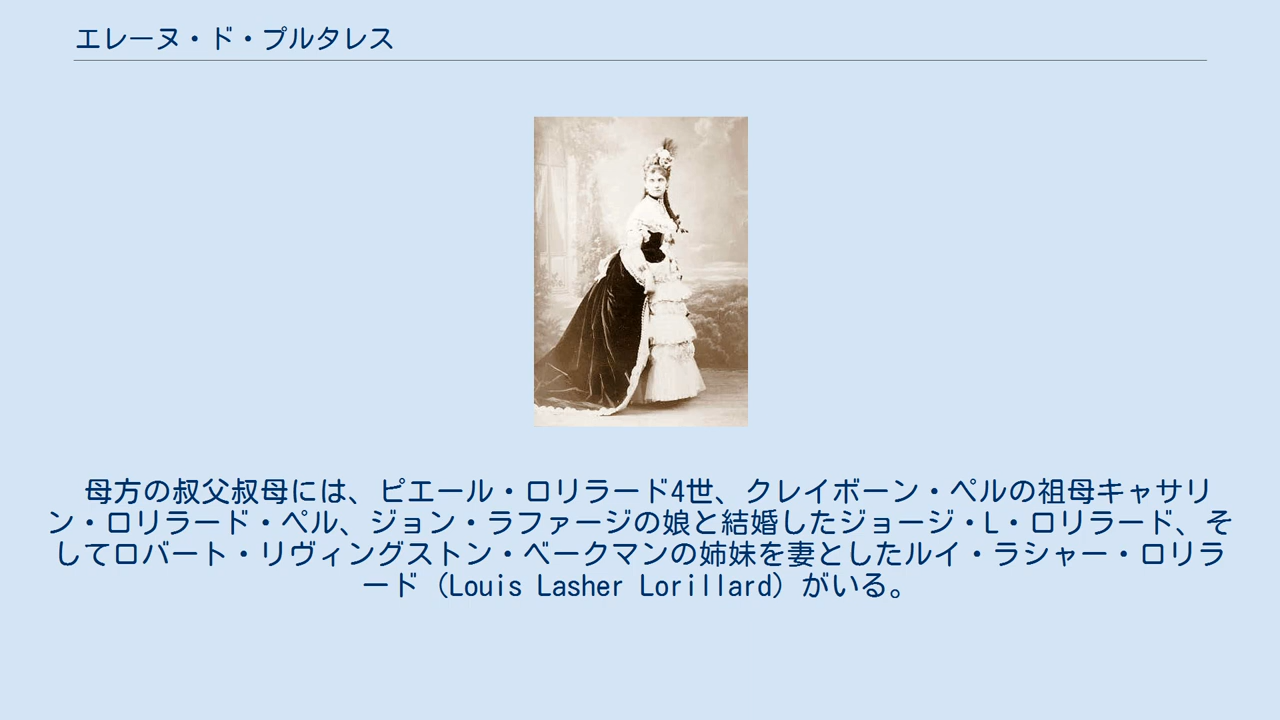 エレーヌ・ド・プルタレス
母方の叔父叔母には、ピエール・ロリラード4世、クレイボーン・ペルの祖母キャサリ
ン・ロリラード・ペル、ジョン・ラファージの娘と結婚したジョージ・L・ロリラード、そ
してロバート・リヴィングストン・ベークマンの姉妹を妻としたルイ・ラシャー・ロリラ
ード（Louis Lasher Lorillard）がいる。